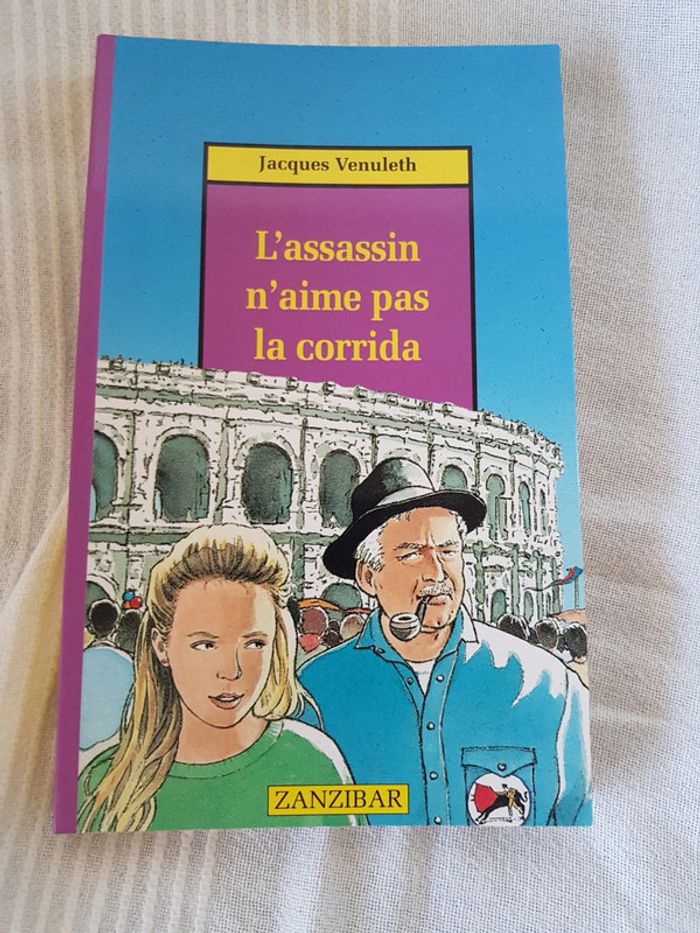 Jacques Venuleth
L'assassin
n'aime pas
la corrida
ZANZIBAR